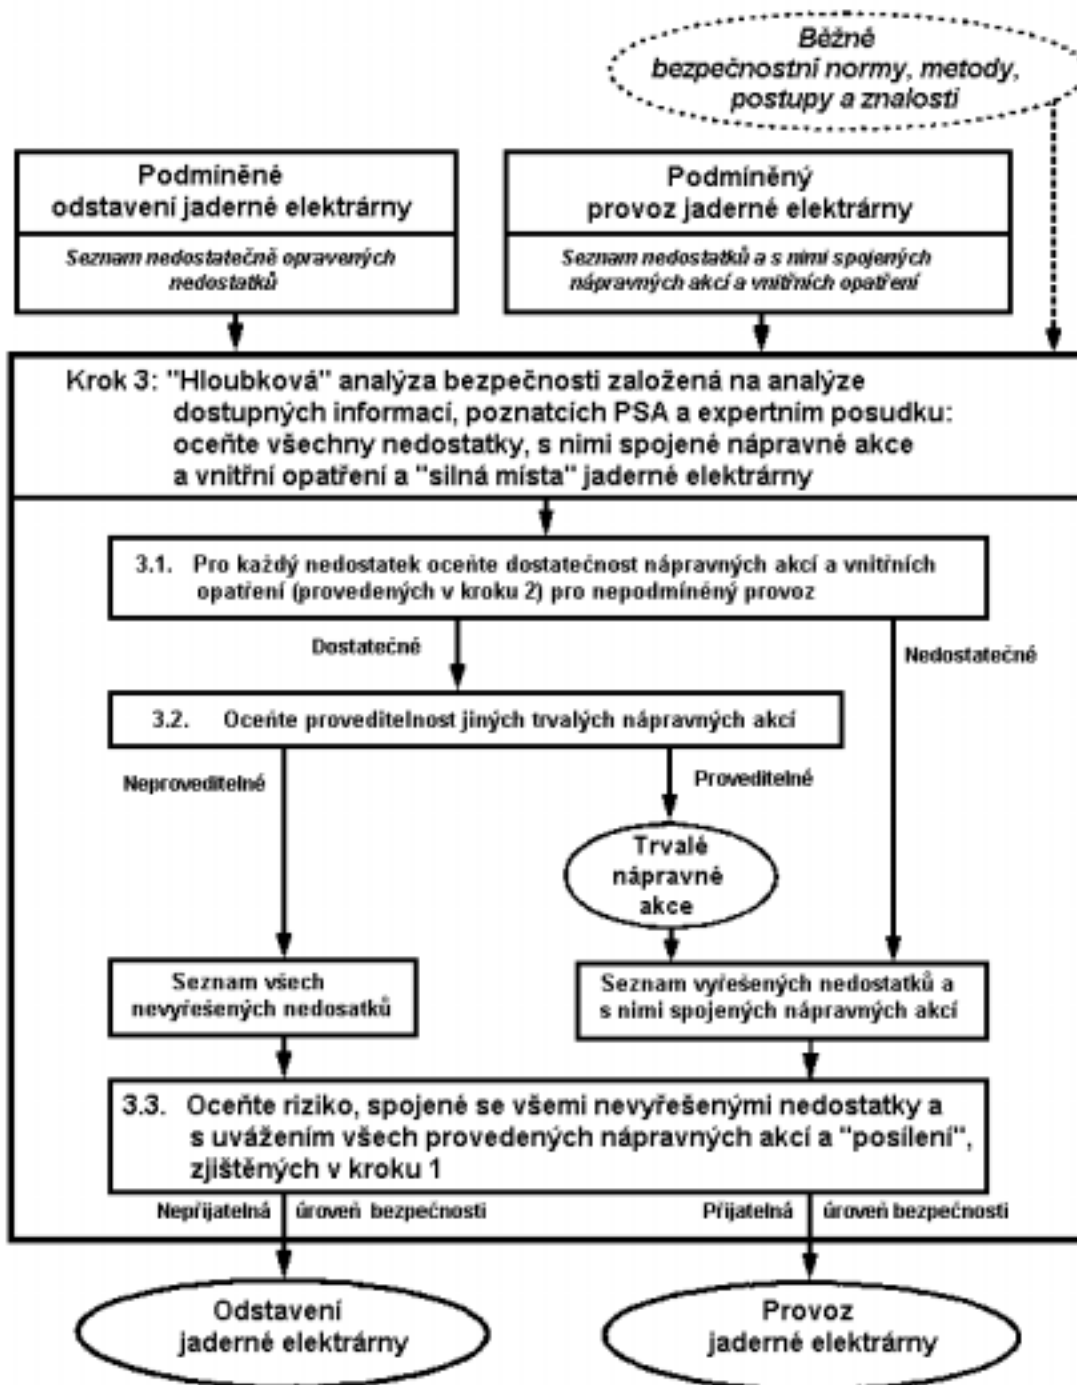 Běžné
bezpečnostní normy, metody,
postupy a znalosti
Podmíněné
odstavení jaderné elektrárny
Seznam nedostatečně opravených
nedostatků
Podmíněný
provoz jaderné elektrárny
Seznam nedostatků a s nimi spojených
nápravných akcí a vnitřních opatření
Krok 3: "Hloubková" analýza bezpečnosti založená na analýze
dostupných informací, poznatcích PSA a expertním posudku:
oceňte všechny nedostatky, s nimi spojené nápravné akce
a vnitřní opatření a "silná místa" jaderné elektrárny
3.1. Pro každý nedostatek oceňte dostatečnost nápravných akcí a vnitřních
opatření (provedených v kroku 2) pro nepodmíněný provoz
Dostatečné
Nedostatečné
3.2. Oceňte proveditelnost jiných trvalých nápravných akcí
Neproveditelné
Proveditelné
Trvalé
nápravné
akce
Seznam všech
nevyřešených nedosatků
Seznam vyřešených nedostatků a
s nimi spojených nápravných akcí
3.3. Oceňte riziko, spojené se všemi nevyřešenými nedostatky a
s uvážením všech provedených nápravných akcí a "posílení",
zjištěných v kroku 1
Nepřijatelná úroveň bezpečnosti
Přijatelná úroveň bezpečnosti
Odstavení
jaderné elektrárny
Provoz
jaderné elektrárny